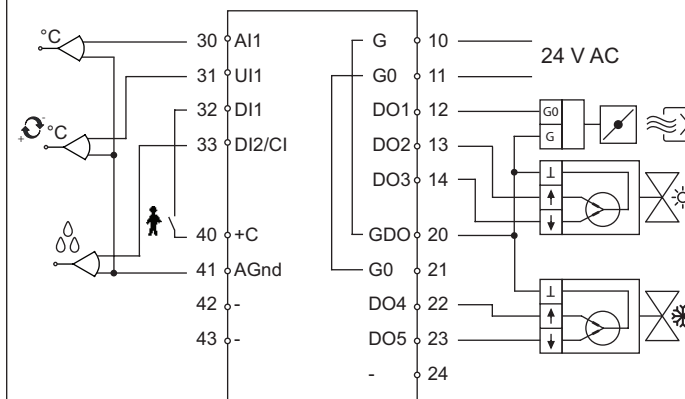 °C
30 AI1
G 10
24 V AC
31 UI1
G0 11
32 DI1
DO1 12
G0
+ - °C
33 DI2/CI
DO2 13
G
DO3 14
⊥
↑
↓
40 +C
GDO 20
41 AGnd
G0 21
42 -
DO4 22
⊥
↑
↓
43 -
DO5 23
- 24